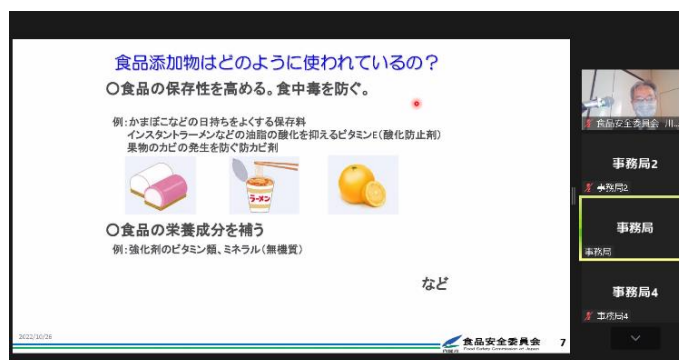 食品添加物はどのように使われているの？
○食品の保存性を高める。食中毒を防ぐ。
例：かまぼこなどの日持ちをよくする保存料
インスタントラーメンなどの油脂の酸化を抑えるビタミンE（酸化防止剤）
果物のカビの発生を防ぐ防カビ剤
ラーメン
○食品の栄養成分を補う
例：強化剤のビタミン類、ミネラル（無機質）
など
2022/10/26
食品安全委員会
Food Safety Commission of Japan
7
食品安全委員会 川...
事務局2
事務局2
事務局
事務局
事務局4
事務局4